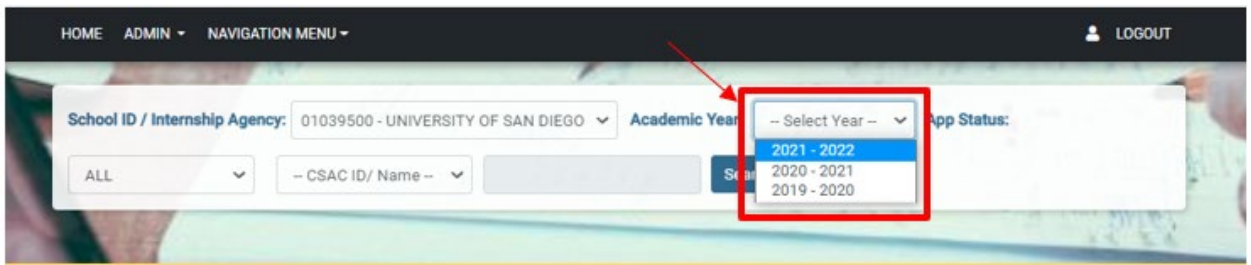 HOME ADMIN NAVIGATION MENU LOGOUT
School ID / Internship Agency: 01039500 - UNIVERSITY OF SAN DIEGO Academic Year -- Select Year -- App Status:
2021 - 2022
2020 - 2021
2019 - 2020
ALL -- CSAC ID/ Name --